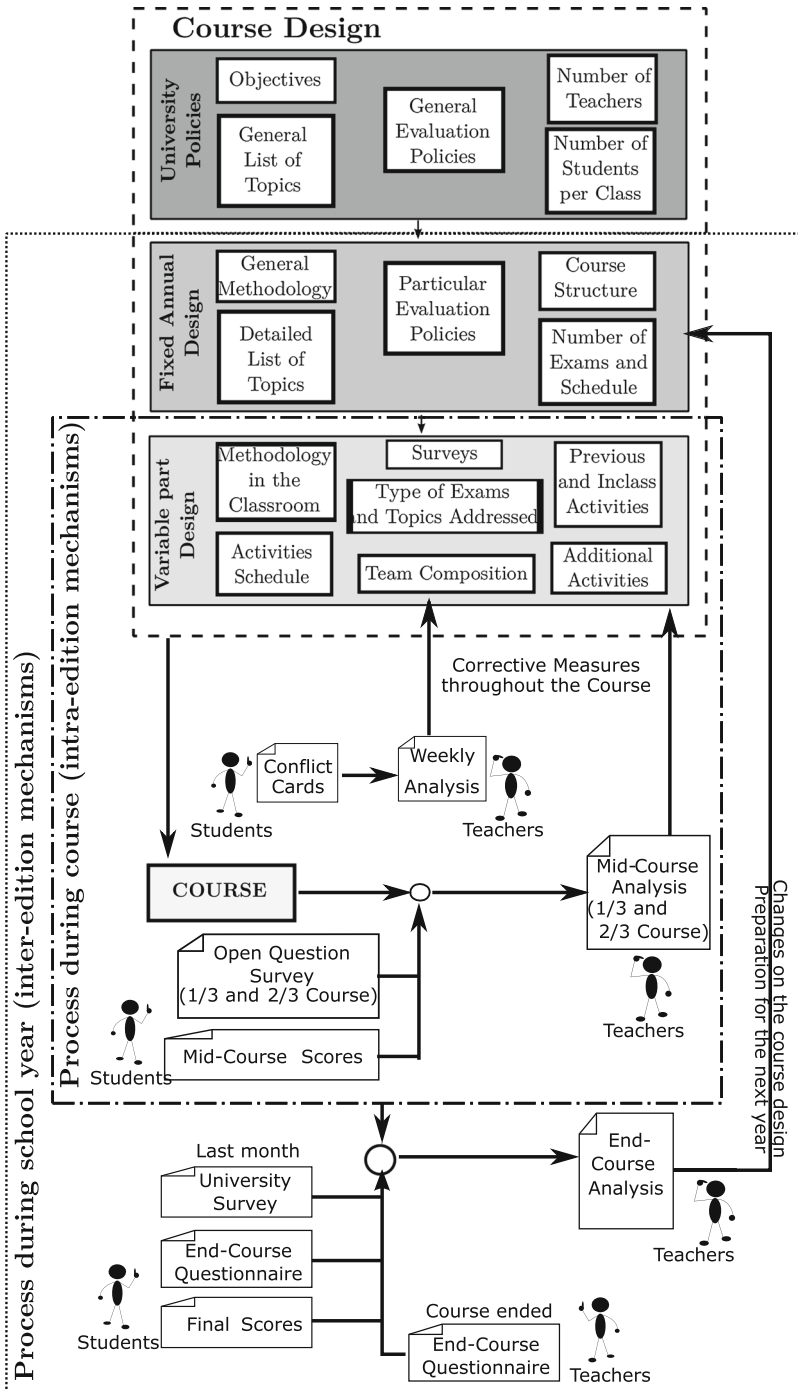 Course Design
University
Policies
Objectives
General
List of
Topics
General
Evaluation
Policies
Number of
Teachers
Number of
Students
per Class
Fixed Annual
Design
General
Methodology
Detailed
List of
Topics
Particular
Evaluation
Policies
Course
Structure
Number of
Exams and
Schedule
Variable part
Design
Methodology
in the
Classroom
Activities
Schedule
Surveys
Type of Exams
and Topics Addressed
Team Composition
Previous
and Inclass
Activities
Additional
Activities
Process during school year (inter-edition mechanisms)
Process during course (intra-edition mechanisms)
Corrective Measures
throughout the Course
Conflict
Cards
Students
Weekly
Analysis
Teachers
COURSE
Mid-Course
Analysis
(1/3 and
2/3 Course)
Teachers
Open Question
Survey
(1/3 and 2/3 Course)
Mid-Course Scores
Students
Changes on the course design
Preparation for the next year
Last month
University
Survey
End-Course
Questionnaire
Final Scores
Students
End-
Course
Analysis
Teachers
Course ended
End-Course
Questionnaire
Teachers